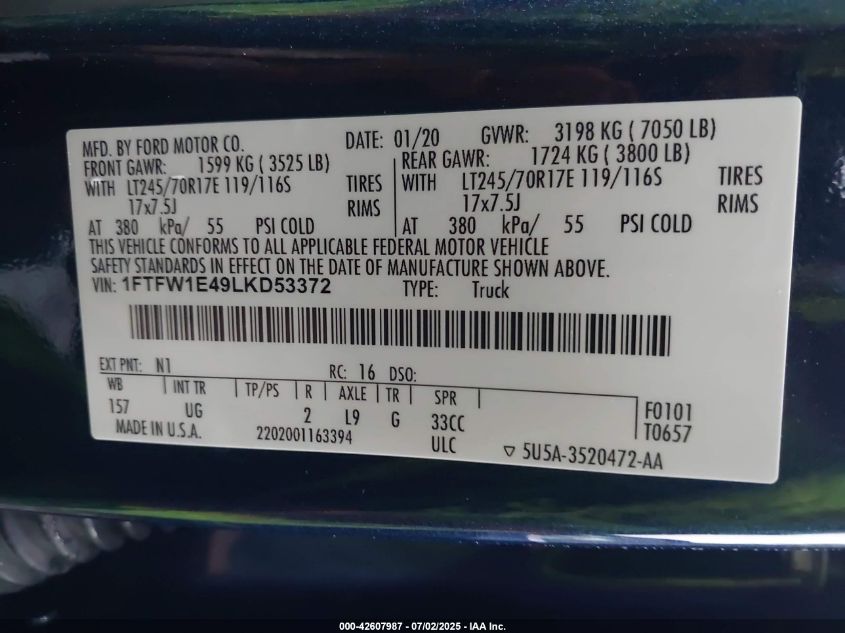 MFD. BY FORD MOTOR CO. DATE: 01/20 GVWR: 3198 KG ( 7050 LB)
FRONT GAWR: 1599 KG ( 3525 LB) REAR GAWR: 1724 KG ( 3800 LB)
WITH LT245/70R17E 119/116S TIRES WITH LT245/70R17E 119/116S TIRES
17x7.5J RIMS 17x7.5J RIMS
AT 380 kPa/ 55 PSI COLD AT 380 kPa/ 55 PSI COLD
THIS VEHICLE CONFORMS TO ALL APPLICABLE FEDERAL MOTOR VEHICLE
SAFETY STANDARDS IN EFFECT ON THE DATE OF MANUFACTURE SHOWN ABOVE.
VIN: 1FTFW1E49LKD53372 TYPE: Truck
EXT PNT: N1 RC: 16 DSO:
WB INT TR TP/PS R AXLE TR SPR F0101
157 UG 2 L9 G 33CC T0657
MADE IN U.S.A. 2202001163394 ULC 5U5A-3520472-AA
000-42607987 - 07/02/2025 - IAA Inc.